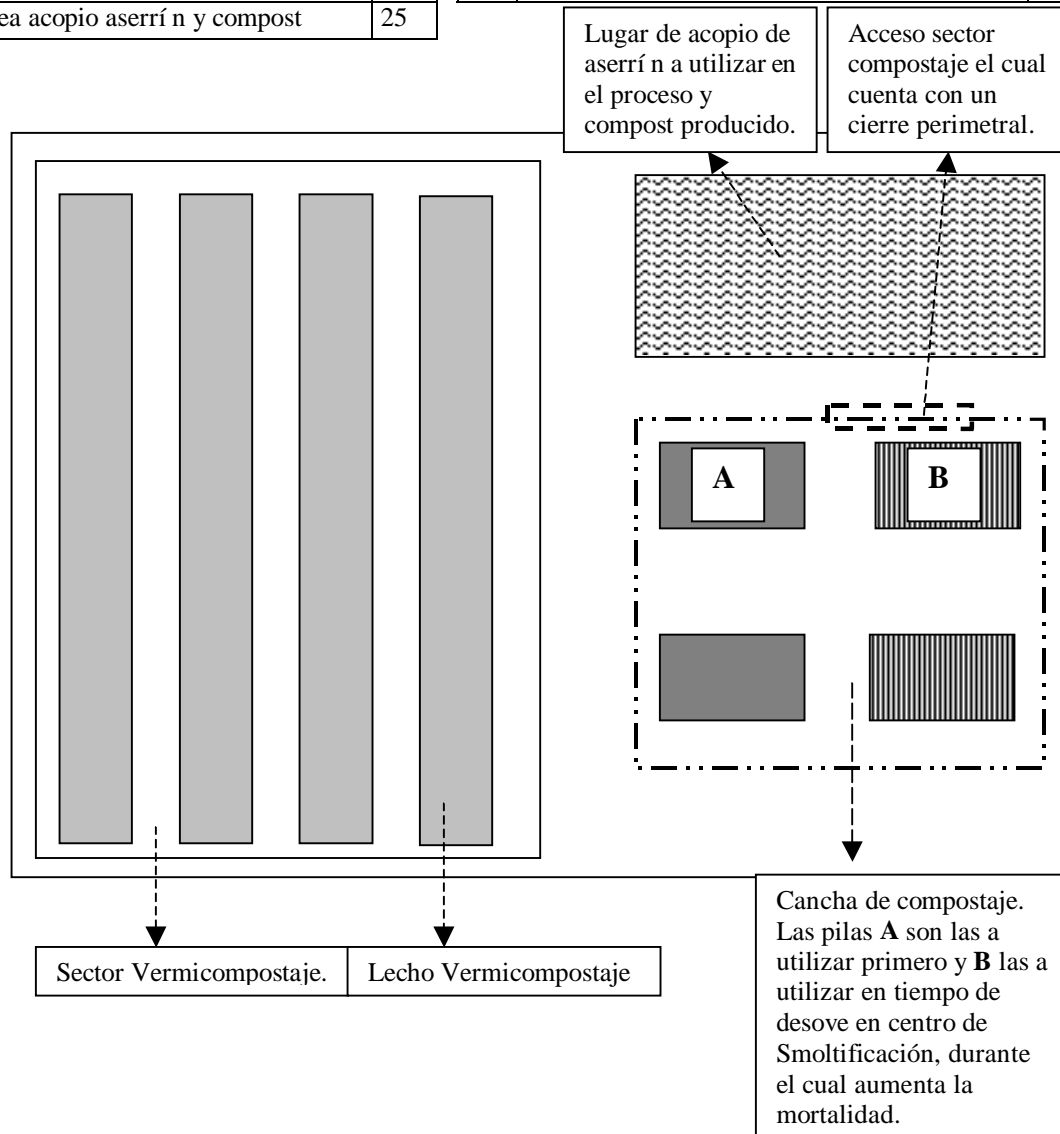 ea acopio aserrí n y compost 25
Lugar de acopio de
aserrí n a utilizar en
el proceso y
compost producido.
Acceso sector
compostaje el cual
cuenta con un
cierre perimetral.
A
B
Sector Vermicompostaje.
Lecho Vermicompostaje
Cancha de compostaje.
Las pilas A son las a
utilizar primero y B las a
utilizar en tiempo de
desove en centro de
Smoltificación, durante
el cual aumenta la
mortalidad.